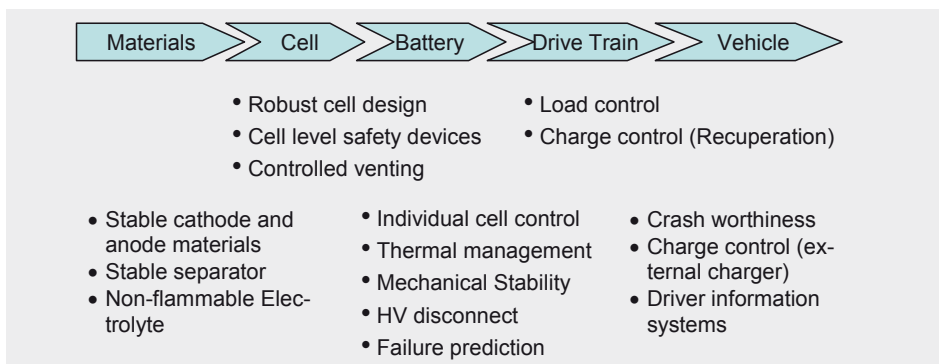 Materials
Cell
Battery
Drive Train
Vehicle
• Robust cell design
• Cell level safety devices
• Controlled venting
• Load control
• Charge control (Recuperation)
• Stable cathode and
anode materials
• Stable separator
• Non-flammable Elec-
trolyte
• Individual cell control
• Thermal management
• Mechanical Stability
• HV disconnect
• Failure prediction
• Crash worthiness
• Charge control (ex-
ternal charger)
• Driver information
systems